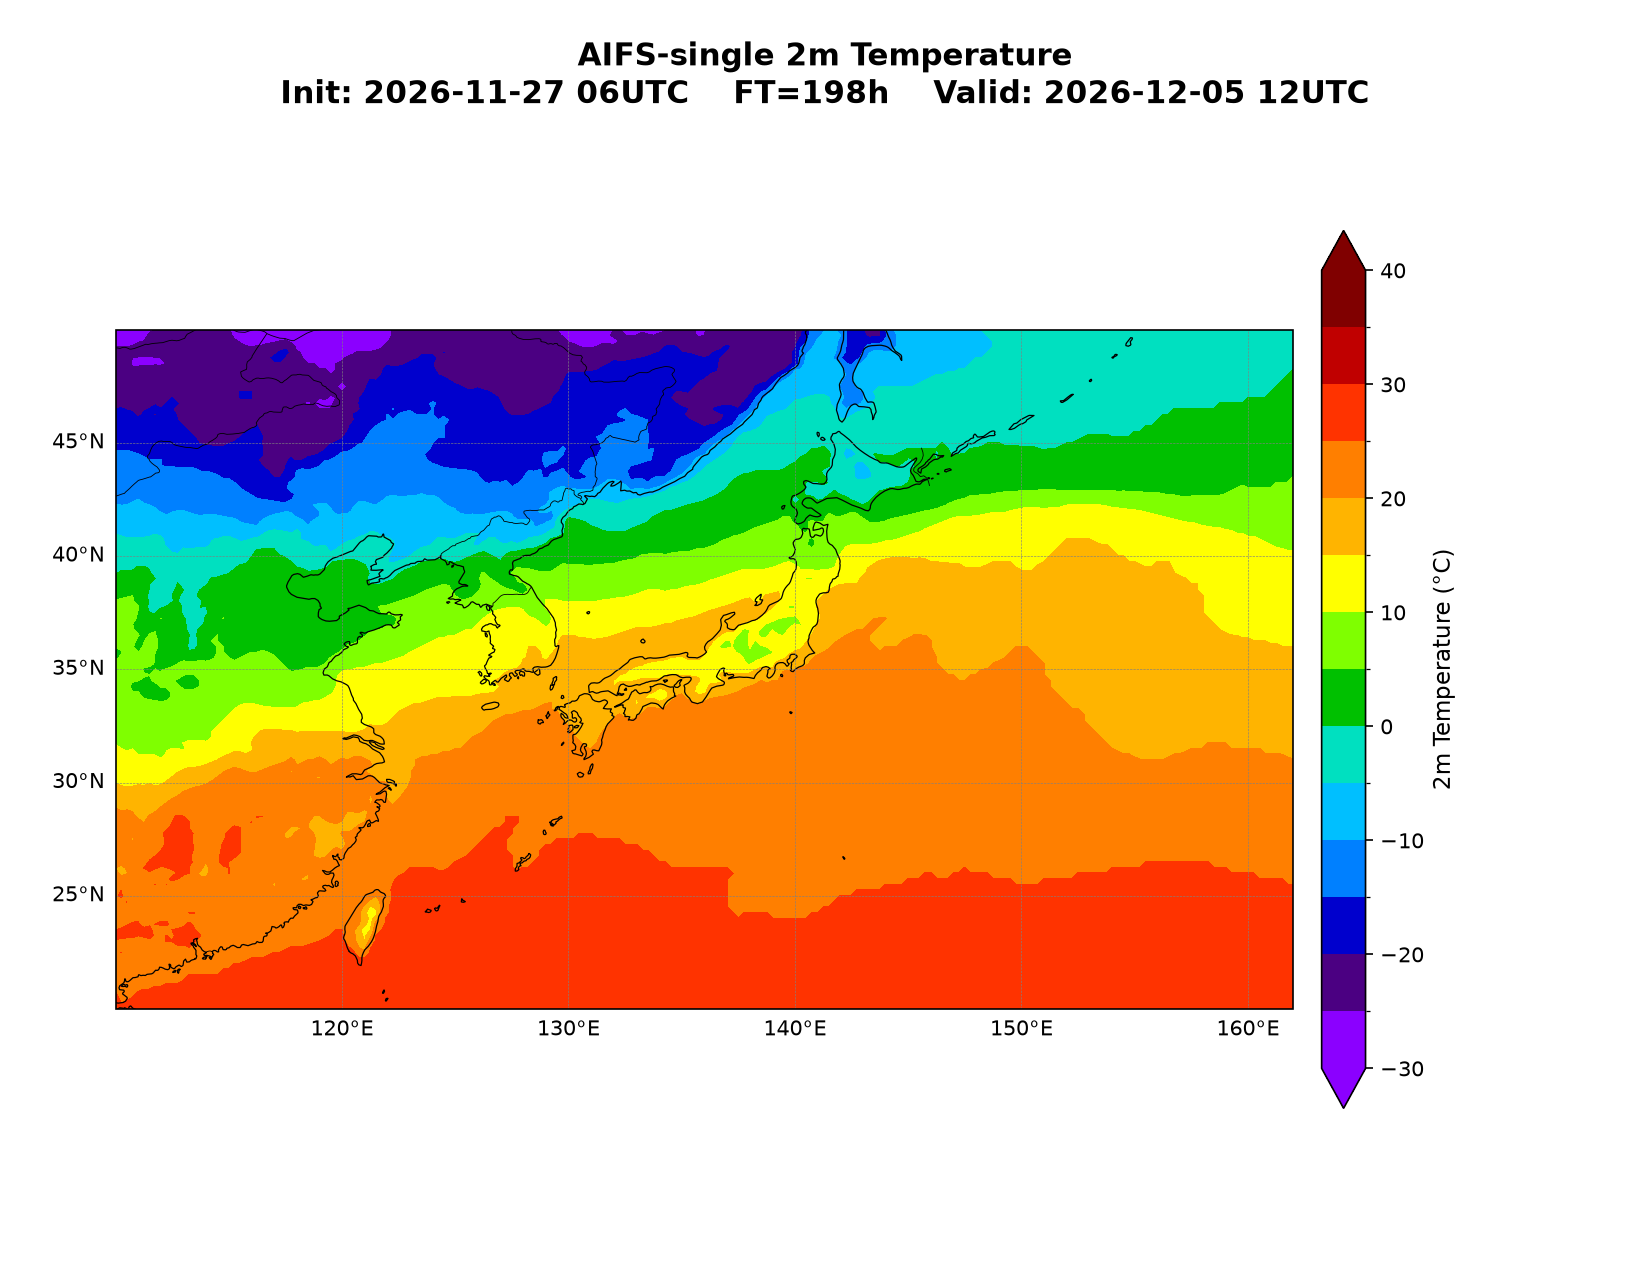 AIFS-single 2m Temperature
Init: 2026-11-27 06UTC    FT=198h    Valid: 2026-12-05 12UTC
45°N
40°N
35°N
30°N
25°N
120°E
130°E
140°E
150°E
160°E
40
30
20
10
0
−10
−20
−30
2m Temperature (°C)